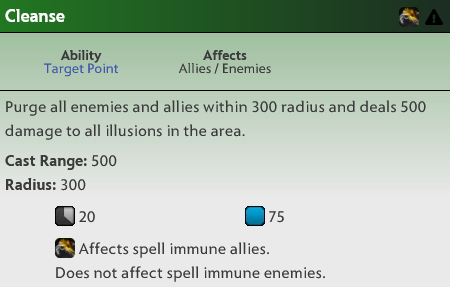 Cleanse
Ability Affects
Target Point Allies / Enemies
Purge all enemies and allies within 300 radius and deals 500
damage to all illusions in the area.
Cast Range: 500
Radius: 300
20 75
Affects spell immune allies.
Does not affect spell immune enemies.